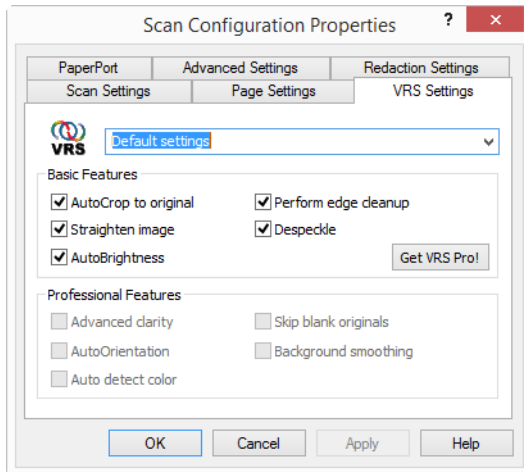 Scan Configuration Properties ? ×
PaperPort Advanced Settings Redaction Settings
Scan Settings Page Settings VRS Settings
VRS Default settings
Basic Features
AutoCrop to original Perform edge cleanup
Straighten image Despeckle
AutoBrightness Get VRS Pro!
Professional Features
Advanced clarity Skip blank originals
AutoOrientation Background smoothing
Auto detect color
OK Cancel Apply Help